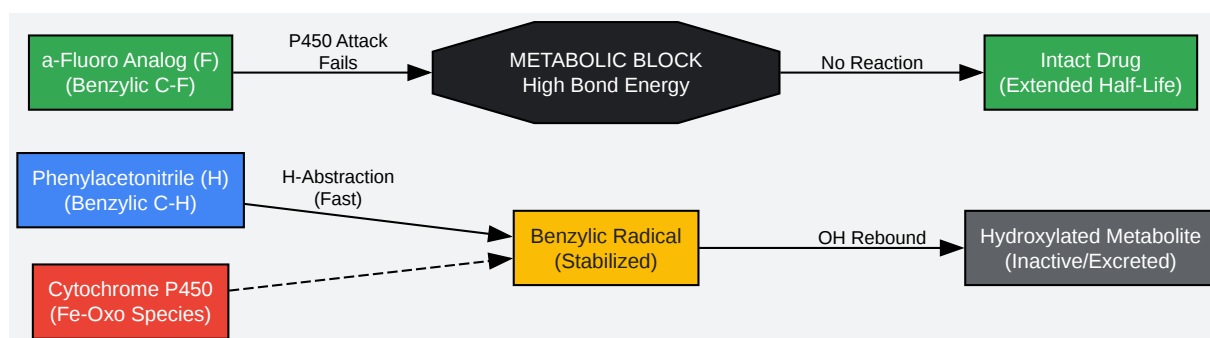 a-Fluoro Analog (F)
(Benzylic C-F)
P450 Attack
Fails
METABOLIC BLOCK
High Bond Energy
No Reaction
Intact Drug
(Extended Half-Life)
Phenylacetonitrile (H)
(Benzylic C-H)
H-Abstraction
(Fast)
Benzylic Radical
(Stabilized)
OH Rebound
Hydroxylated Metabolite
(Inactive/Excreted)
Cytochrome P450
(Fe-Oxo Species)